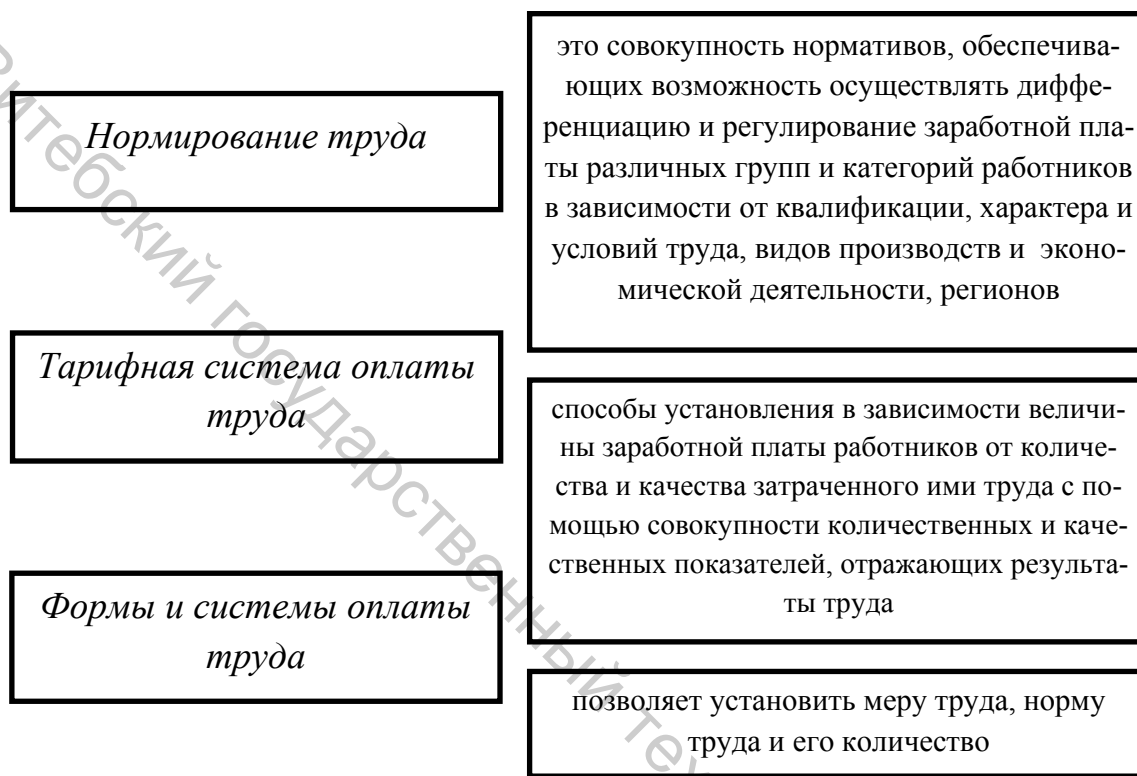 Нормирование труда
Тарифная система оплаты
труда
Формы и системы оплаты
труда
это совокупность нормативов, обеспечива-
ющих возможность осуществлять диффе-
ренциацию и регулирование заработной пла-
ты различных групп и категорий работников
в зависимости от квалификации, характера и
условий труда, видов производств и эконо-
мической деятельности, регионов
способы установления в зависимости величи-
ны заработной платы работников от количе-
ства и качества затраченного ими труда с по-
мощью совокупности количественных и каче-
ственных показателей, отражающих результа-
ты труда
позволяет установить меру труда, норму
труда и его количество
Витебский государственный тех